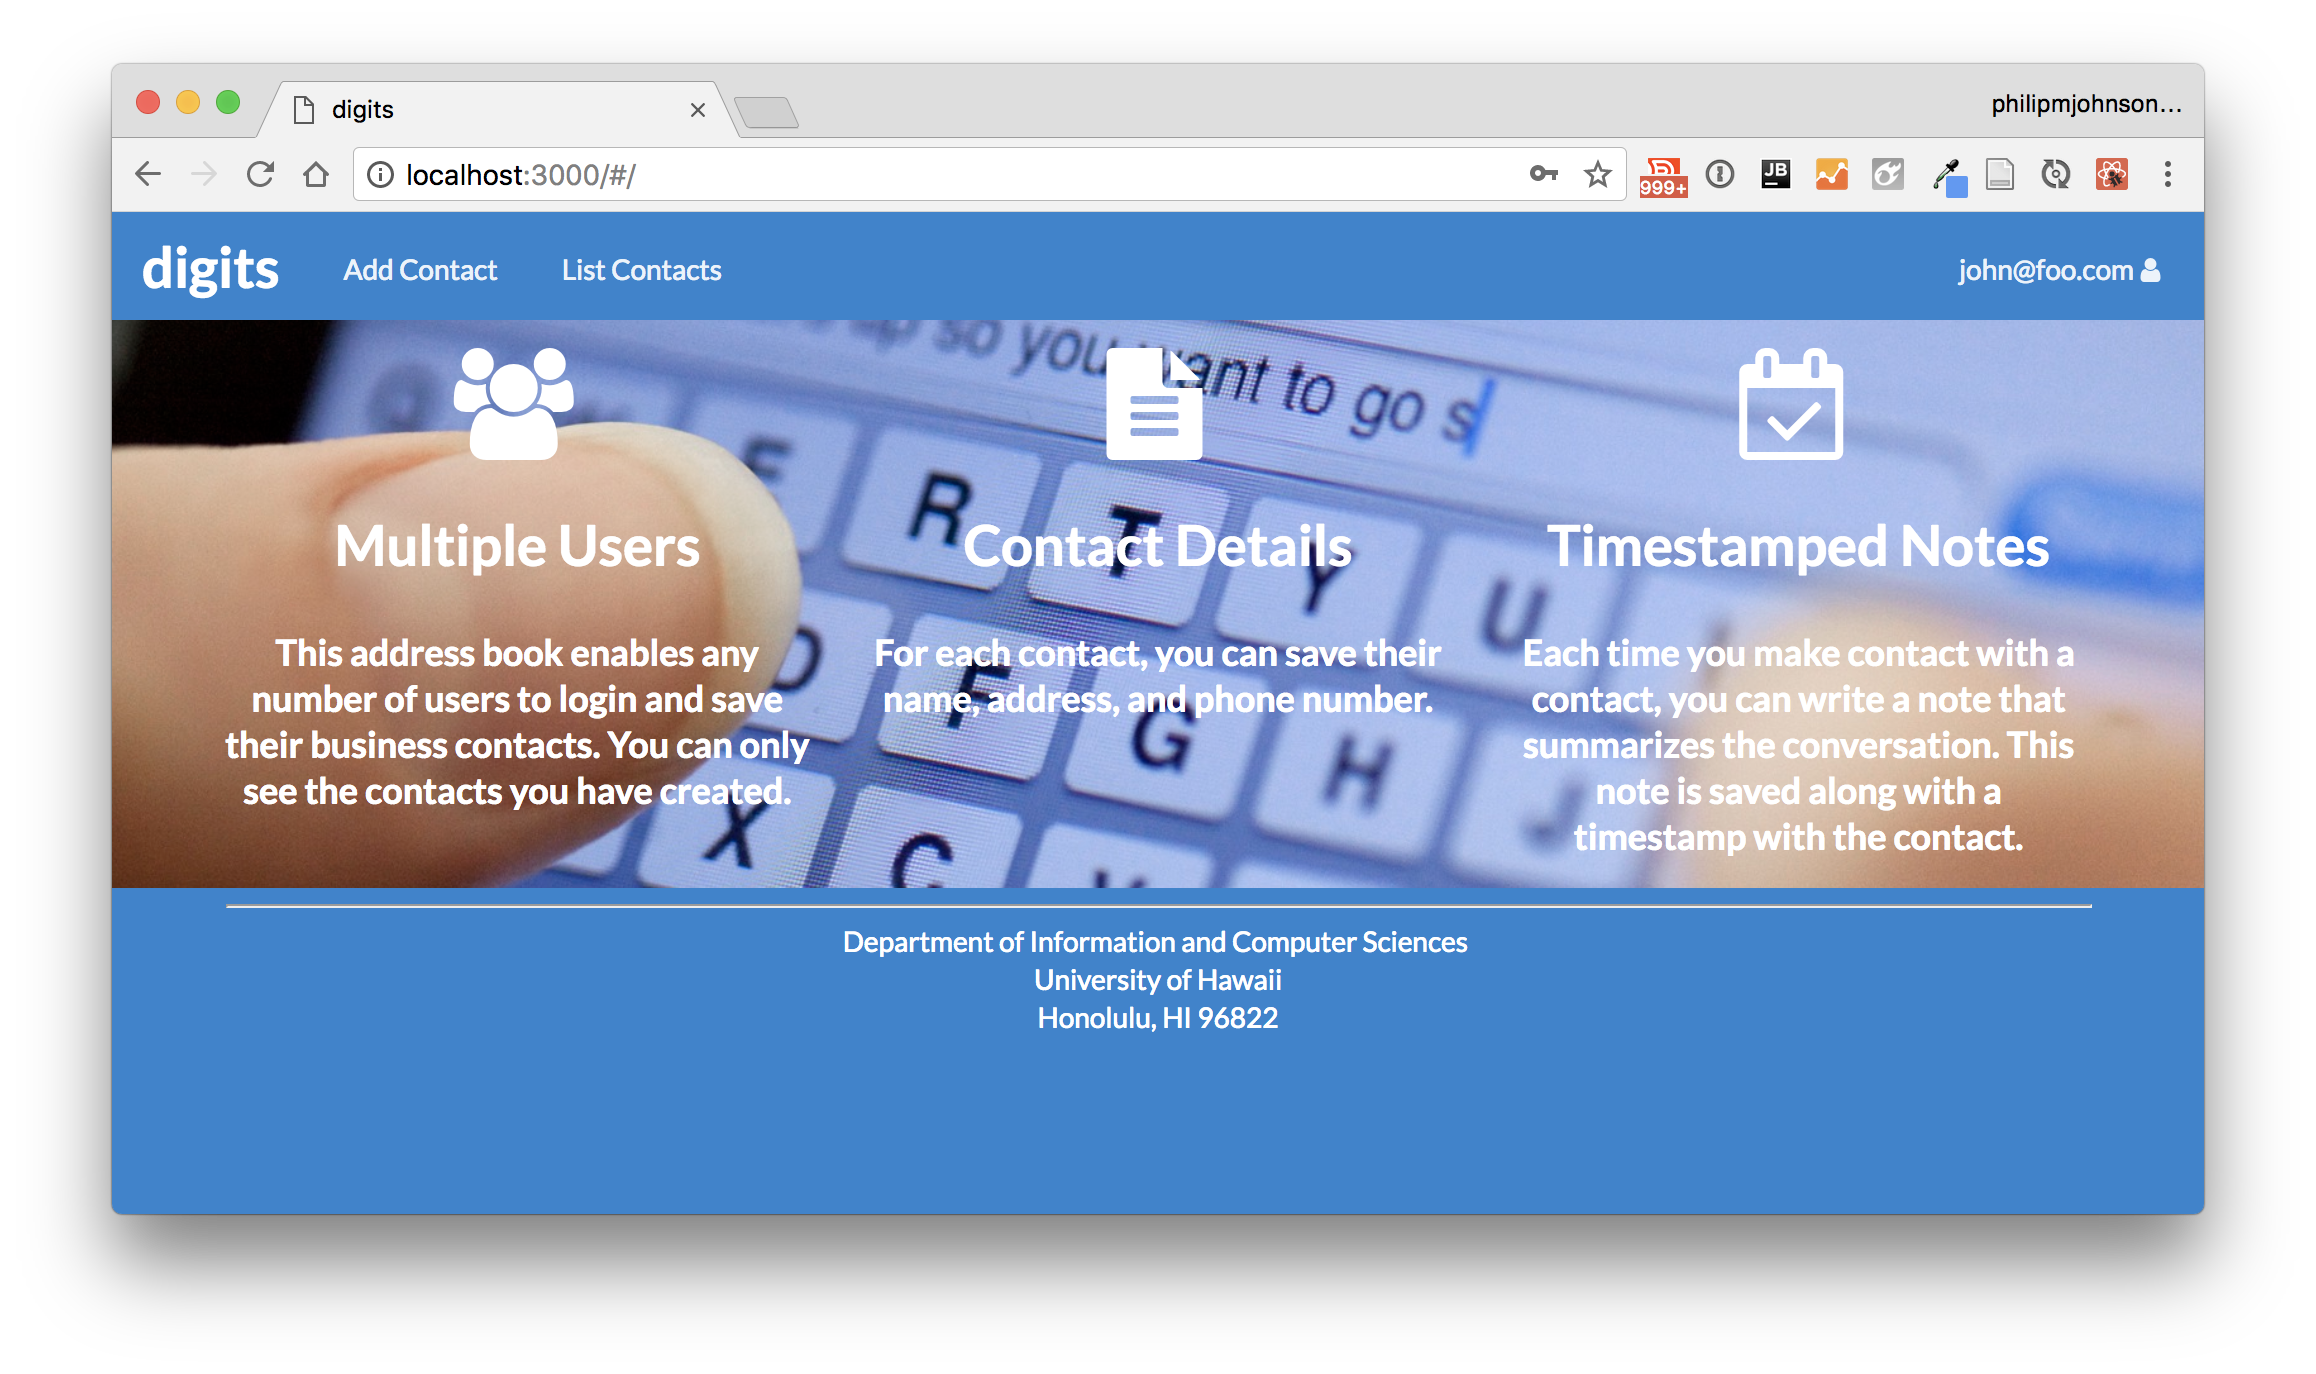 digits
philipmjohnson...
localhost:3000/#/
999+
JB
digits Add Contact List Contacts john@foo.com
so you want to go s
E R T Y U
Multiple Users
Contact Details
Timestamped Notes
This address book enables any
number of users to login and save
their business contacts. You can only
see the contacts you have created.
For each contact, you can save their
name, address, and phone number.
Each time you make contact with a
contact, you can write a note that
summarizes the conversation. This
note is saved along with a
timestamp with the contact.
D F G H J
X C V
Department of Information and Computer Sciences
University of Hawaii
Honolulu, HI 96822